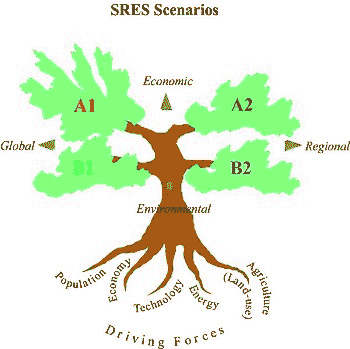 SRES Scenarios
Economic
A1
A2
Global
Regional
B1
B2
Environmental
Population
Economy
Technology
Energy
Agriculture
(Land-use)
Driving Forces